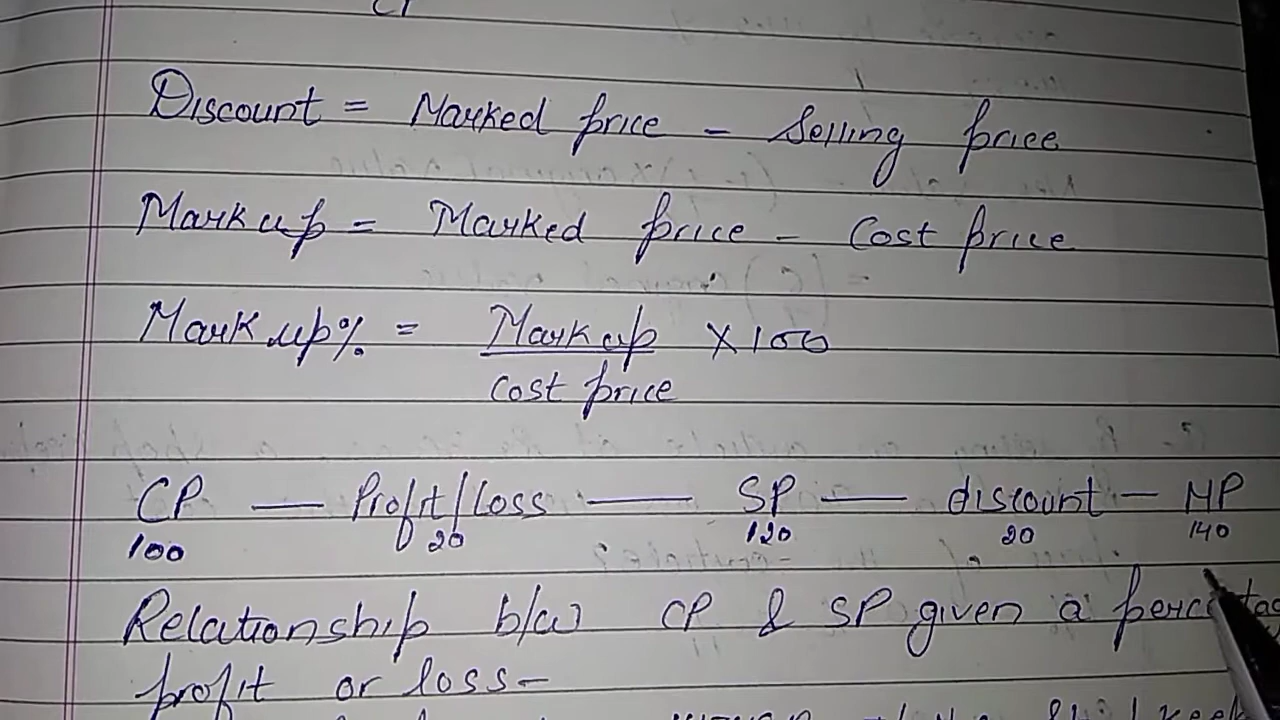 CP
Discount = Marked price - Selling price
Mark up = Marked price - Cost price
Mark up% = Mark up × 100
Cost price
CP — Profit/Loss — SP — discount — MP
100 20 120 20 140
Relationship b/w CP & SP given a
profit or loss-